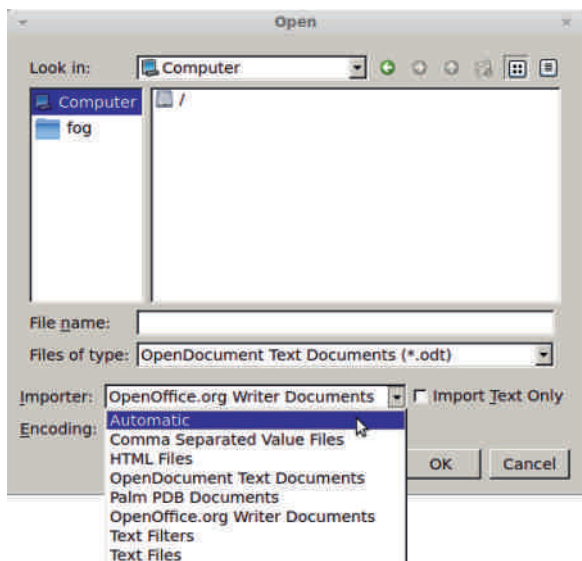 Open
Look in: Computer
Computer
fog
/
File name:
Files of type: OpenDocument Text Documents (*.odt)
Importer: OpenOffice.org Writer Documents Import Text Only
Automatic
Encoding:
Comma Separated Value Files
HTML Files
OK Cancel
OpenDocument Text Documents
Palm PDB Documents
OpenOffice.org Writer Documents
Text Filters
Text Files